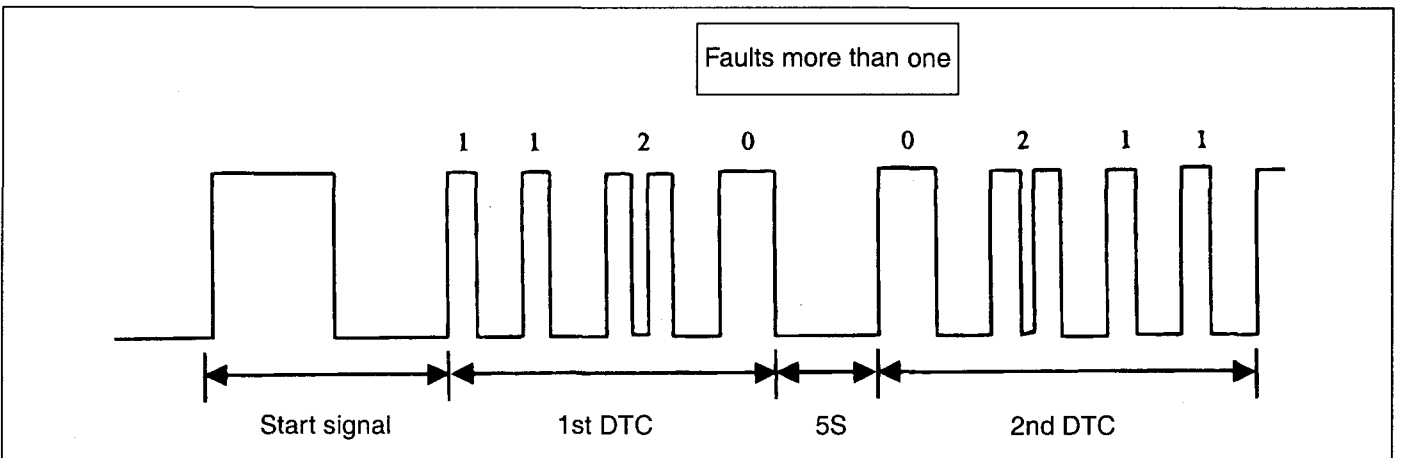 Faults more than one
1 1 2 0 0 2 1 1
Start signal 1st DTC 5S 2nd DTC